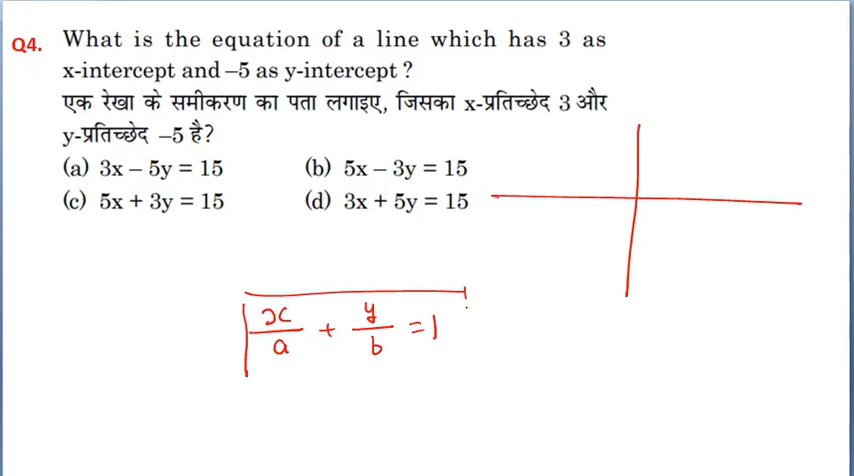 Q4. What is the equation of a line which has 3 as
x-intercept and –5 as y-intercept ?
एक रेखा के समीकरण का पता लगाइए, जिसका x-प्रतिच्छेद 3 और
y-प्रतिच्छेद –5 है?
(a) 3x – 5y = 15 (b) 5x – 3y = 15
(c) 5x + 3y = 15 (d) 3x + 5y = 15
x/a + y/b = 1